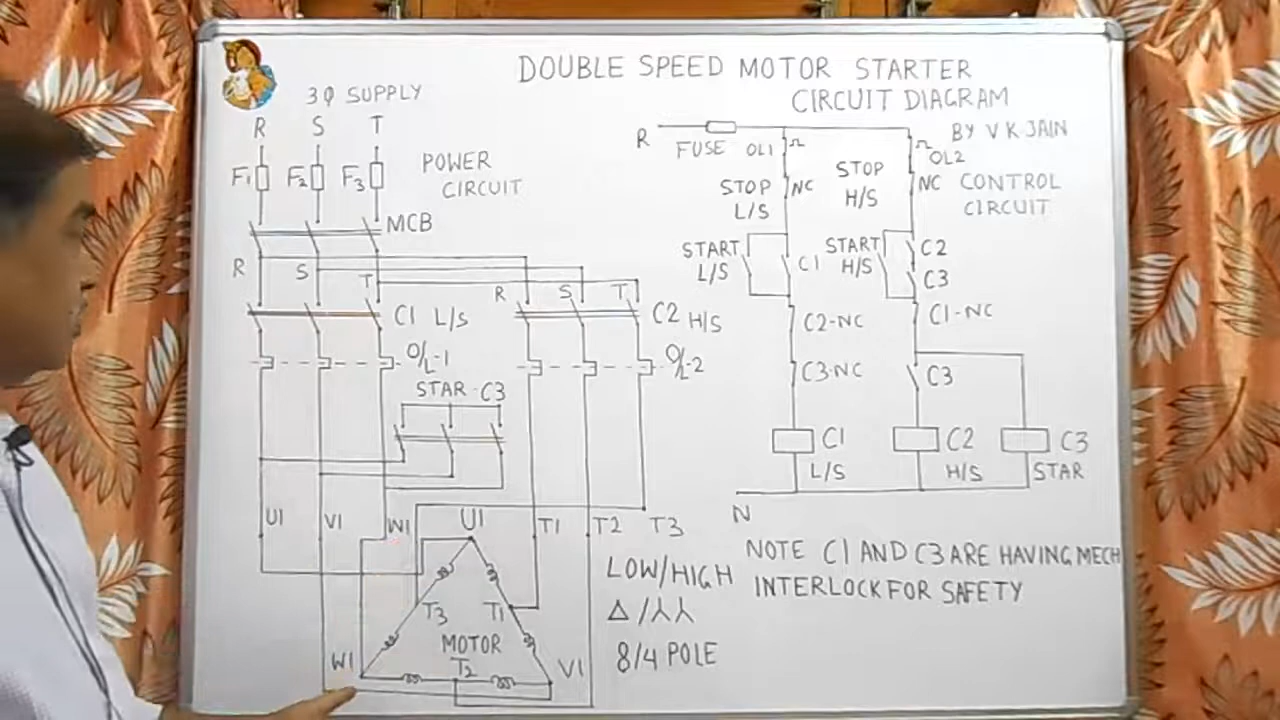 DOUBLE SPEED MOTOR STARTER
CIRCUIT DIAGRAM
BY V K JAIN
3Φ SUPPLY
R S T
F1 F2 F3
POWER
CIRCUIT
MCB
R S T
R S T
C1 L/S
C2 H/S
O/L-1
O/L-2
STAR C3
U1 V1 W1
T1 T2 T3
U1
T3 T1
MOTOR
W1 T2 V1
LOW/HIGH
Δ/⅄⅄
8/4 POLE
R FUSE OL1
OL2
STOP
L/S
NC
STOP
H/S
NC
CONTROL
CIRCUIT
START
L/S
C1
START
H/S
C2
C3
C2-NC
C1-NC
C3-NC
C3
C1
L/S
C2
H/S
C3
STAR
N
NOTE C1 AND C3 ARE HAVING MECH
INTERLOCK FOR SAFETY